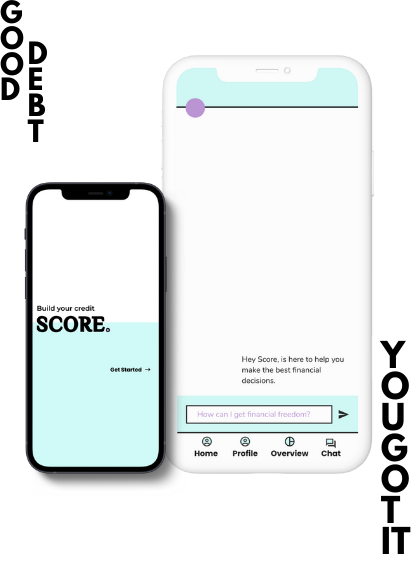 GOOD
DEBT
Build your credit
SCORE.
Get Started →
Hey Score, is here to help you
make the best financial
decisions.
How can I get financial freedom?
Home Profile Overview Chat
YOU GOT IT